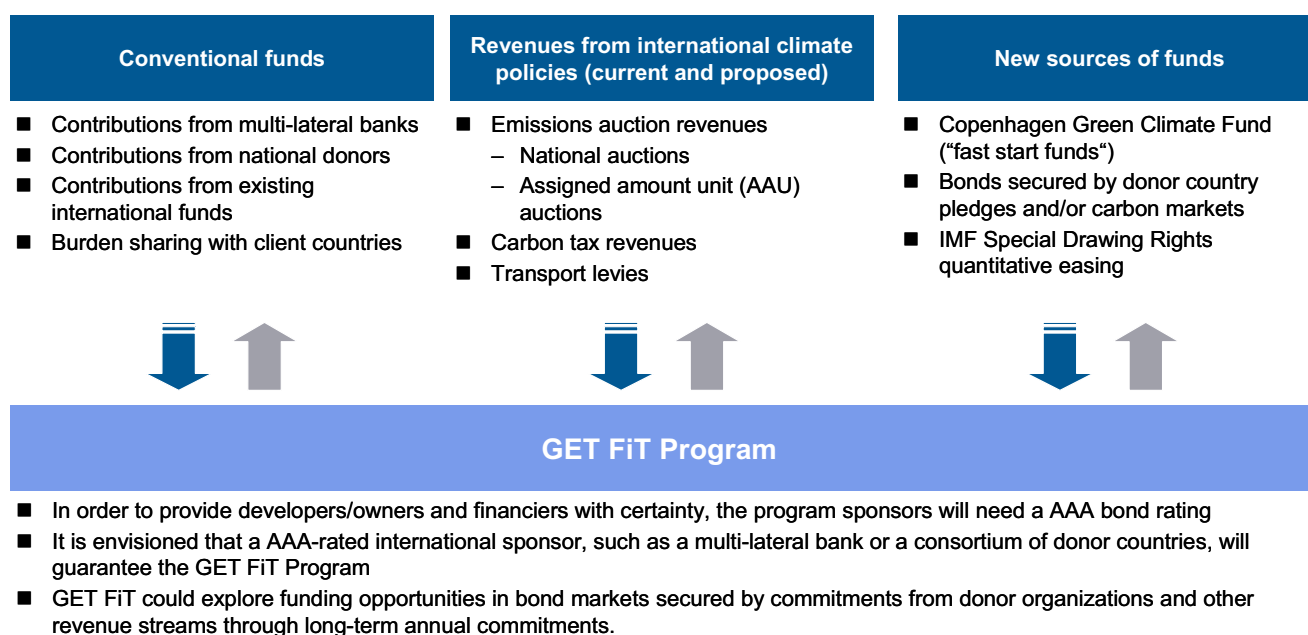 Conventional funds
■ Contributions from multi-lateral banks
■ Contributions from national donors
■ Contributions from existing
international funds
■ Burden sharing with client countries
Revenues from international climate
policies (current and proposed)
■ Emissions auction revenues
– National auctions
– Assigned amount unit (AAU)
auctions
■ Carbon tax revenues
■ Transport levies
New sources of funds
■ Copenhagen Green Climate Fund
(“fast start funds“)
■ Bonds secured by donor country
pledges and/or carbon markets
■ IMF Special Drawing Rights
quantitative easing
GET FiT Program
■ In order to provide developers/owners and financiers with certainty, the program sponsors will need a AAA bond rating
■ It is envisioned that a AAA-rated international sponsor, such as a multi-lateral bank or a consortium of donor countries, will
guarantee the GET FiT Program
■ GET FiT could explore funding opportunities in bond markets secured by commitments from donor organizations and other
revenue streams through long-term annual commitments.